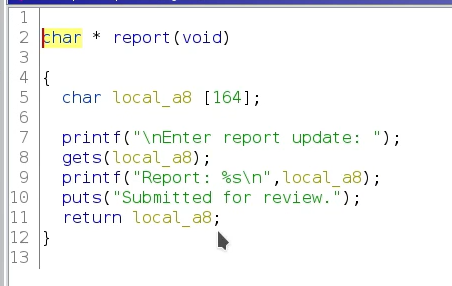 1
2 char * report(void)
3
4 {
5 char local_a8 [164];
6
7 printf("\nEnter report update: ");
8 gets(local_a8);
9 printf("Report: %s\n",local_a8);
10 puts("Submitted for review.");
11 return local_a8;
12 }
13